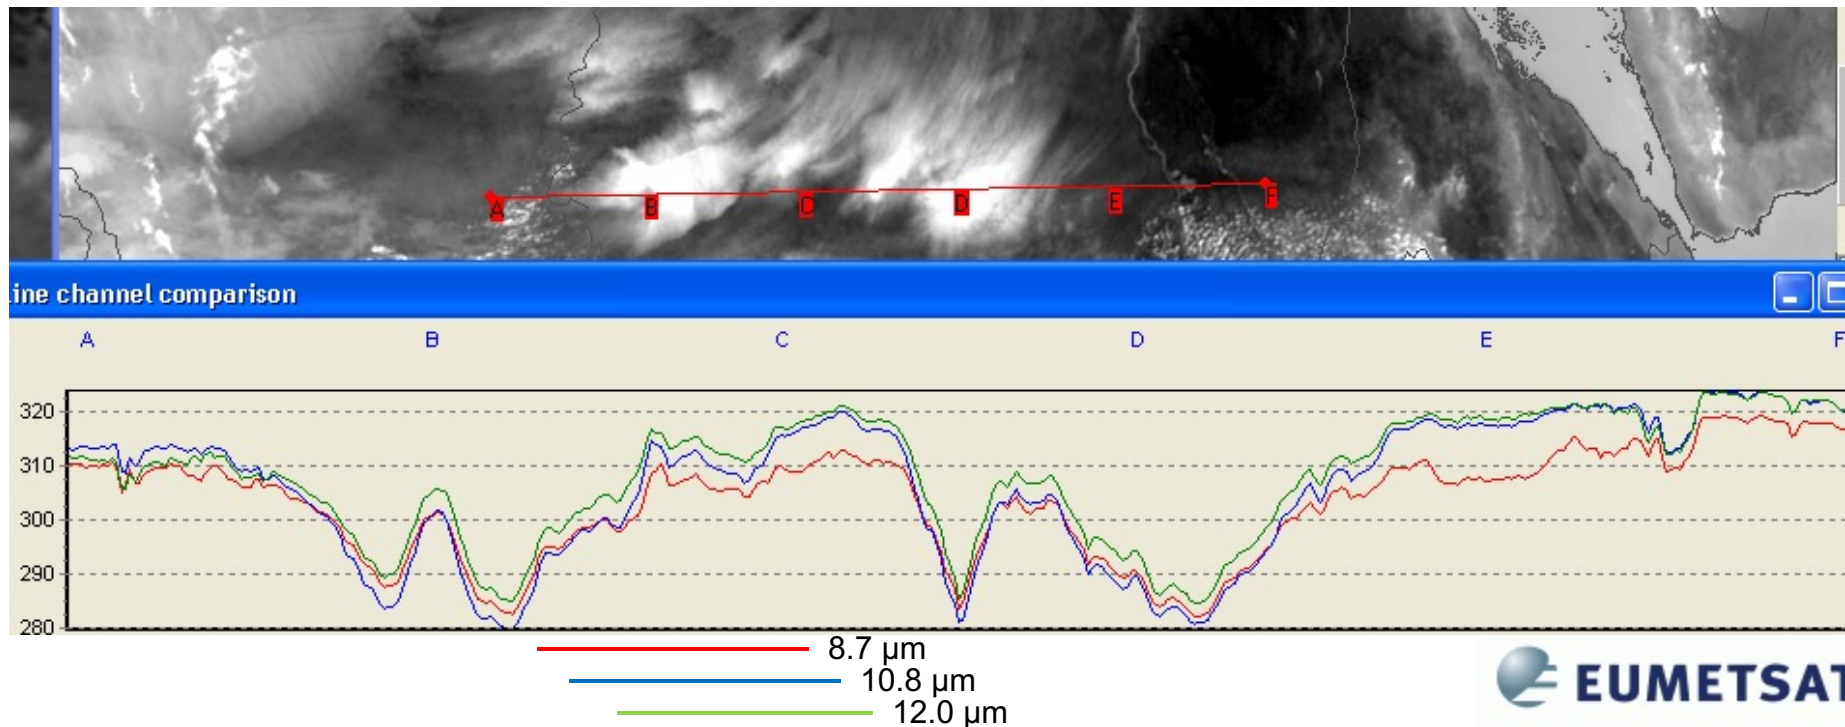 A B C D E F
ine channel comparison
A B C D E F
320
310
300
290
280
8.7 µm
10.8 µm
12.0 µm
EUMETSAT